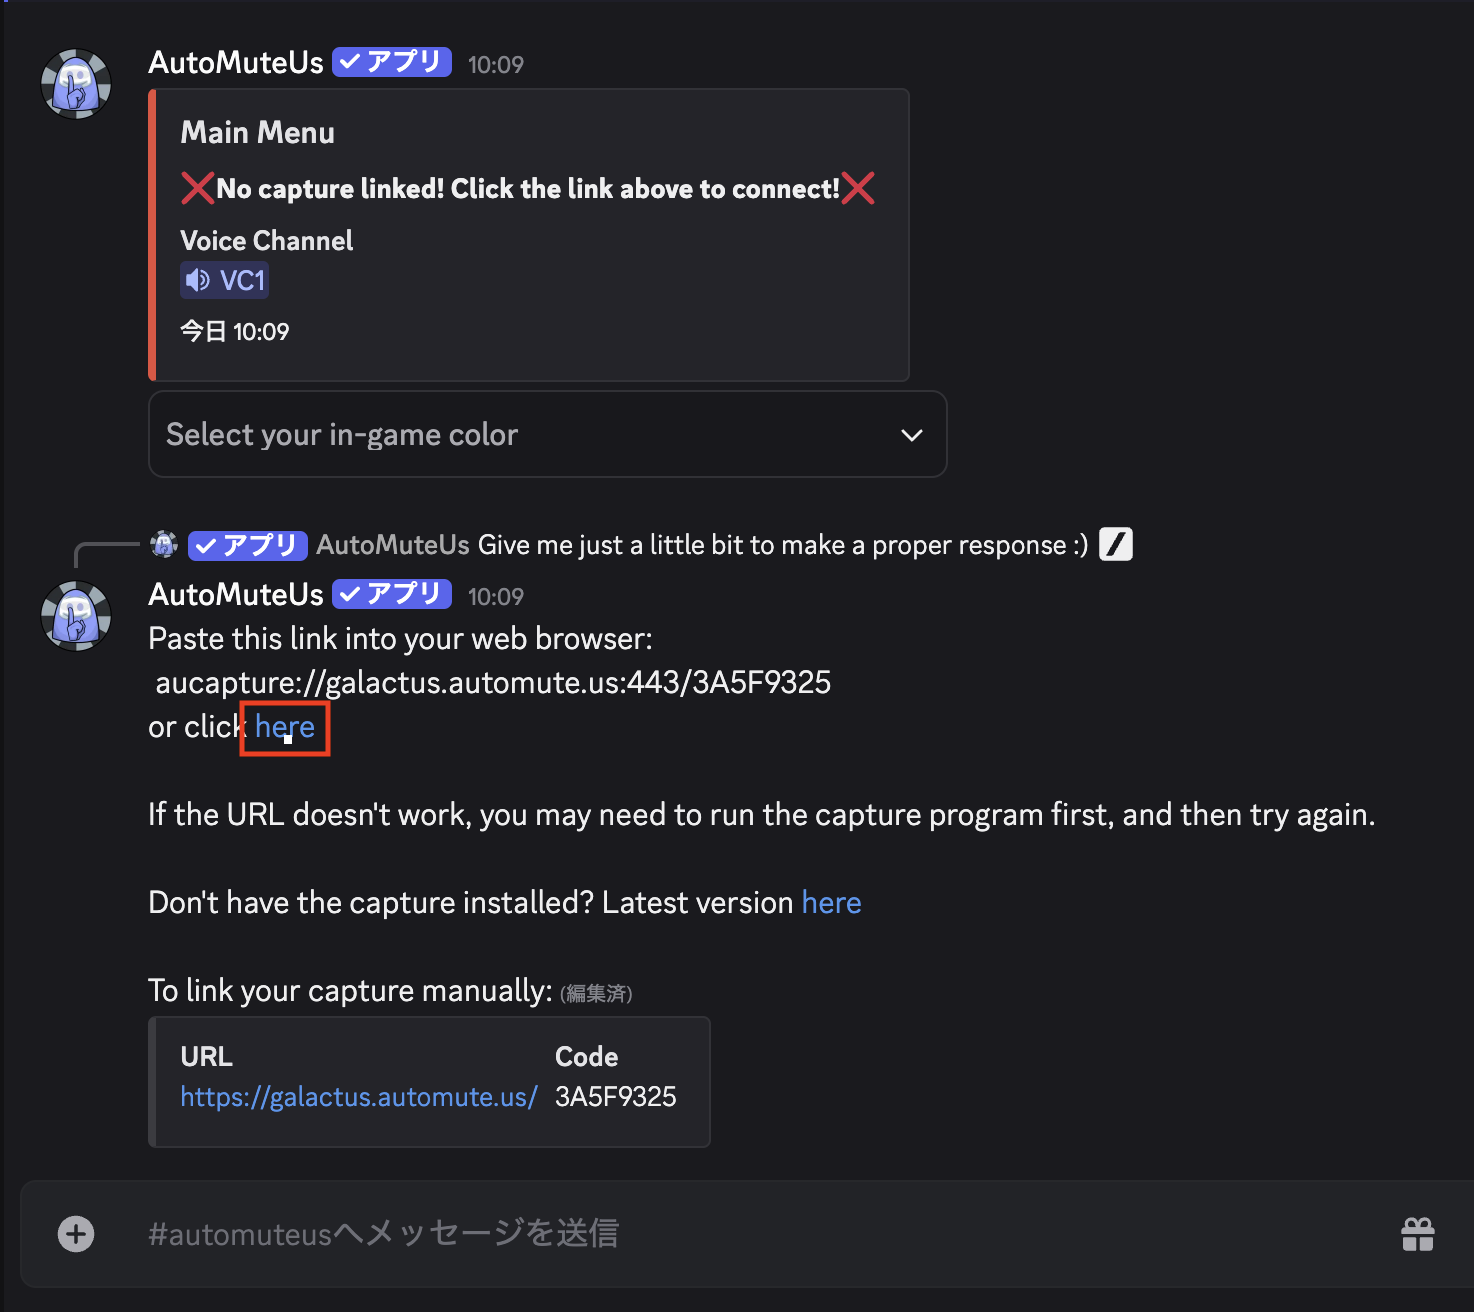 AutoMuteUs ✓ アプリ 10:09
Main Menu
❌No capture linked! Click the link above to connect!❌
Voice Channel
VC1
今日 10:09
Select your in-game color
✓ アプリ AutoMuteUs Give me just a little bit to make a proper response :)
AutoMuteUs ✓ アプリ 10:09
Paste this link into your web browser:
aucapture://galactus.automute.us:443/3A5F9325
or click here
If the URL doesn't work, you may need to run the capture program first, and then try again.
Don't have the capture installed? Latest version here
To link your capture manually: (編集済)
URL Code
https://galactus.automute.us/ 3A5F9325
#automuteusへメッセージを送信